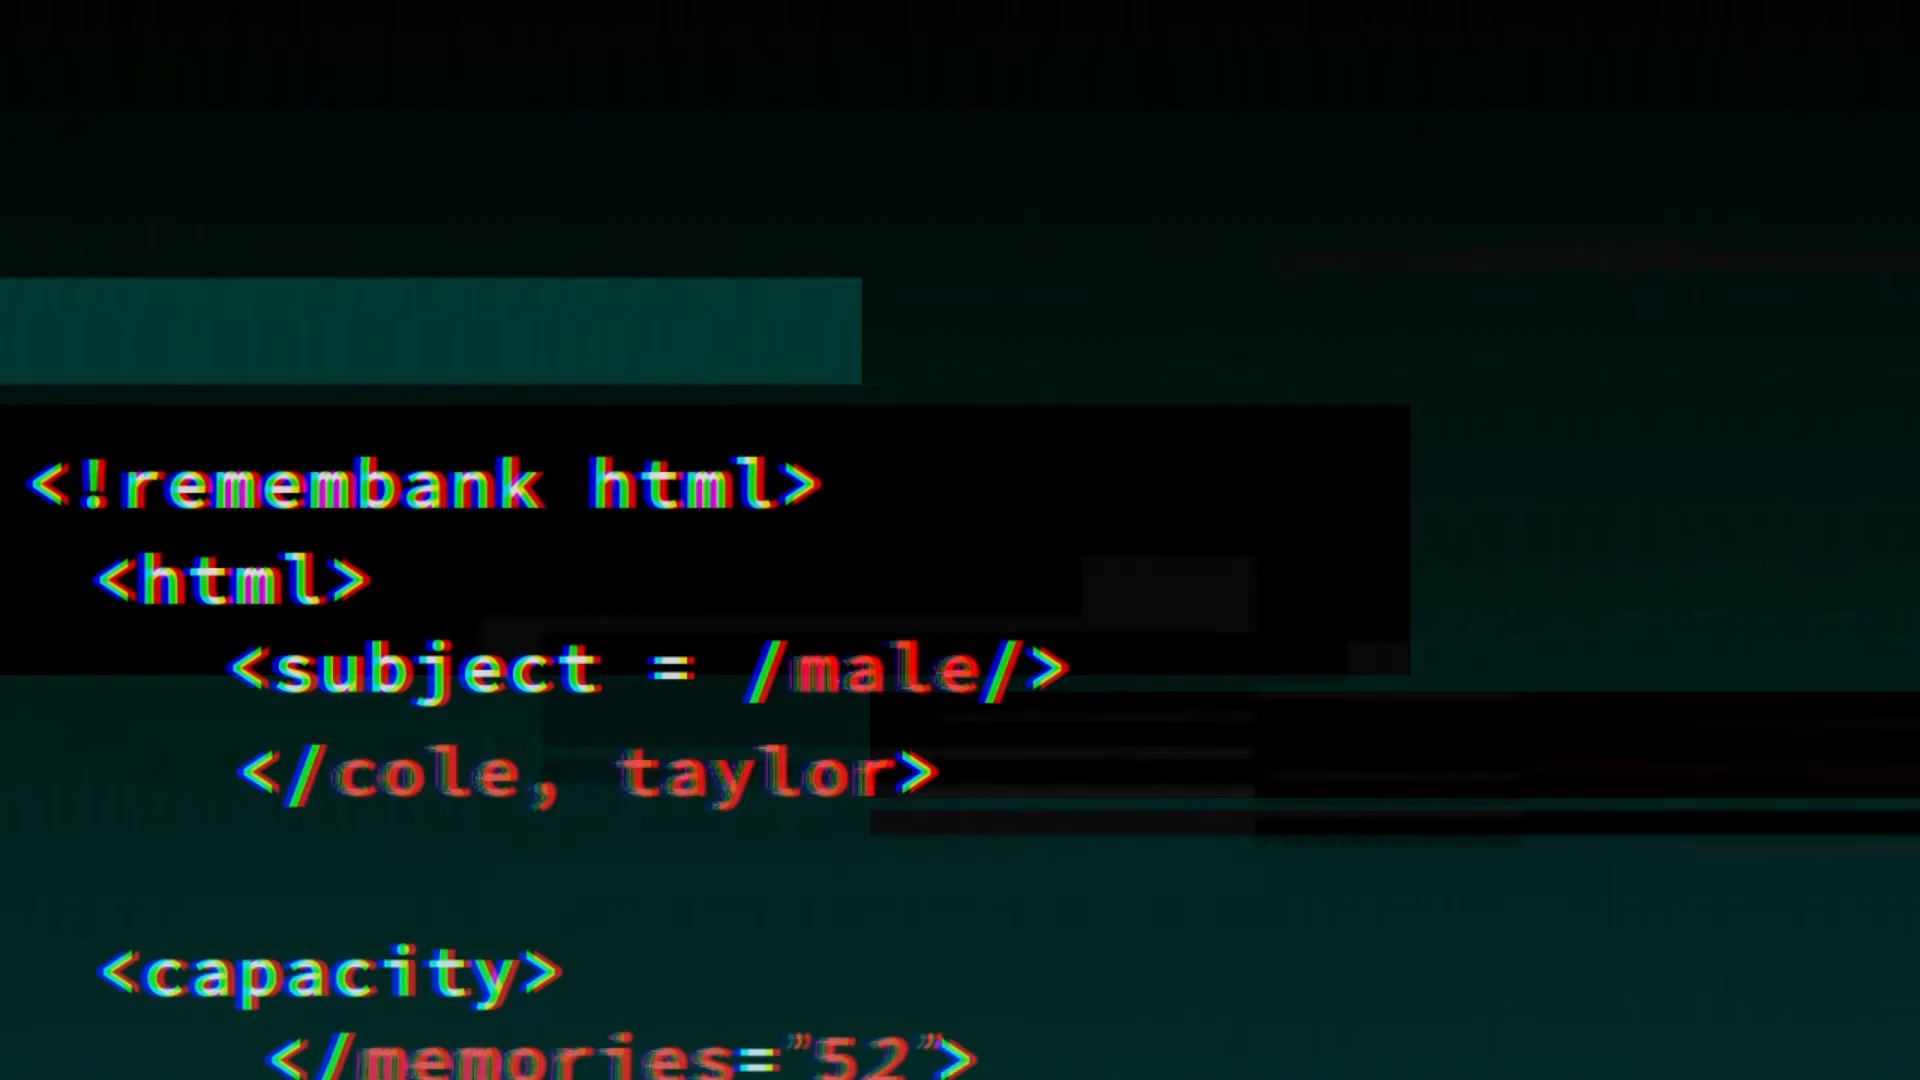 <!remembank html>
<html>
<subject = /male/>
</cole, taylor>
<capacity>
</memories="52">